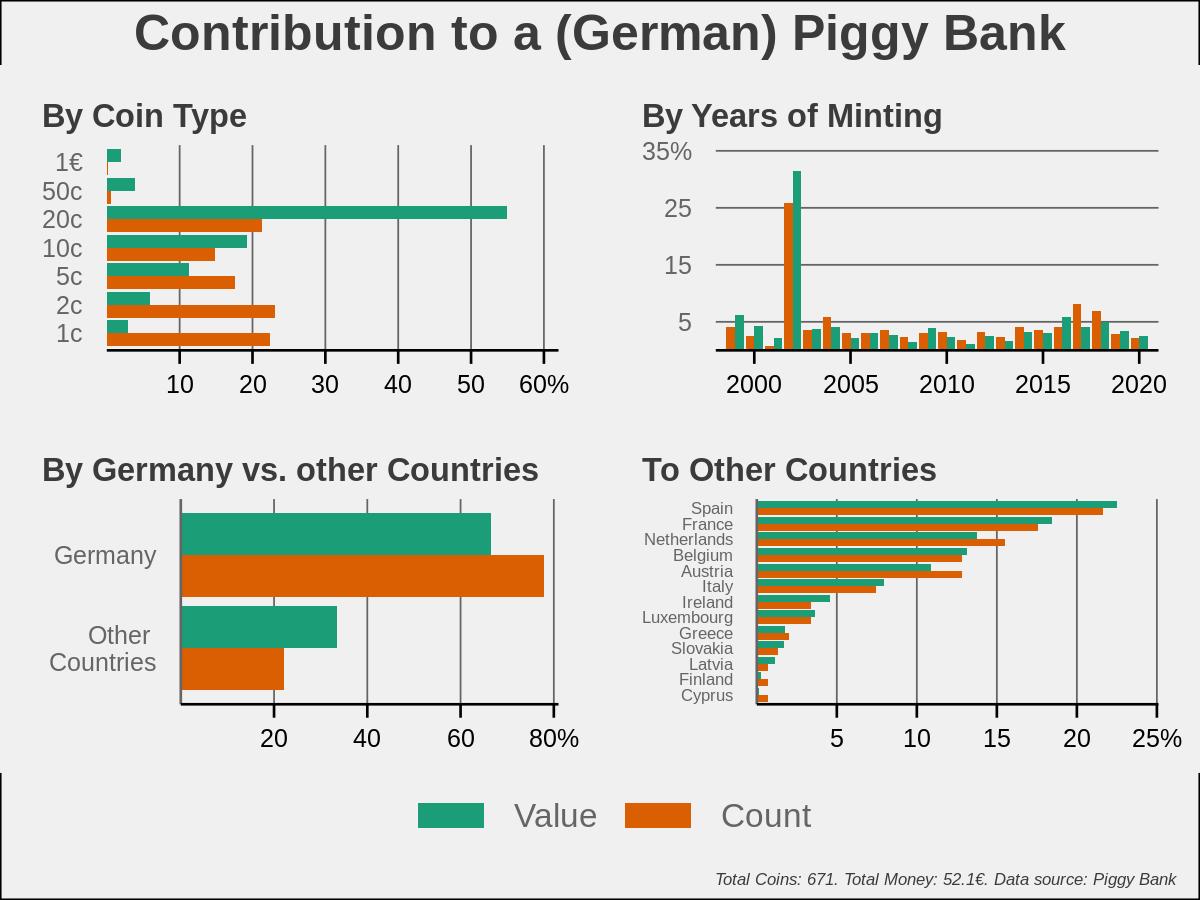 Contribution to a (German) Piggy Bank
By Coin Type
1€
50c
20c
10c
5c
2c
1c
10 20 30 40 50 60%
By Years of Minting
35%
25
15
5
2000 2005 2010 2015 2020
By Germany vs. other Countries
Germany
Other
Countries
20 40 60 80%
To Other Countries
Spain
France
Netherlands
Belgium
Austria
Italy
Ireland
Luxembourg
Greece
Slovakia
Latvia
Finland
Cyprus
5 10 15 20 25%
Value Count
Total Coins: 671. Total Money: 52.1€. Data source: Piggy Bank